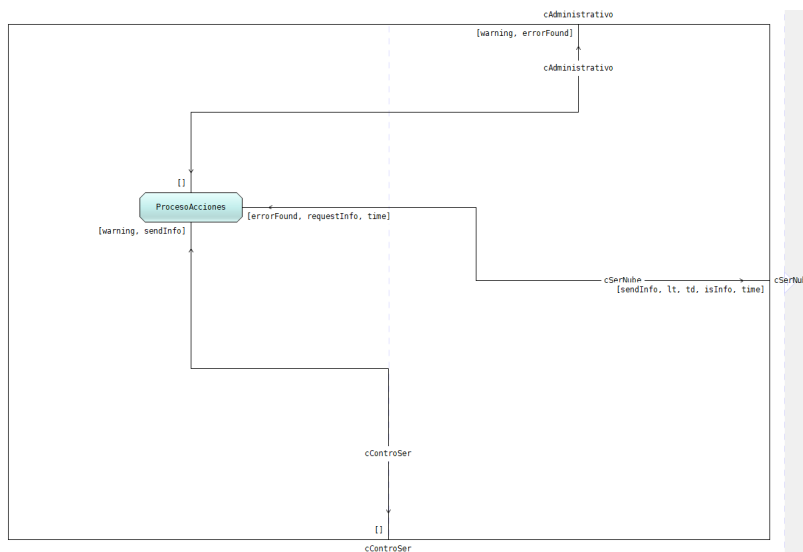 cAdministrativo
[warning, errorFound]
cAdministrativo
[]
ProcesoAcciones
[errorFound, requestInfo, time]
[warning, sendInfo]
cSerNube
[sendInfo, lt, td, isInfo, time]
cControSer
[]
cControSer